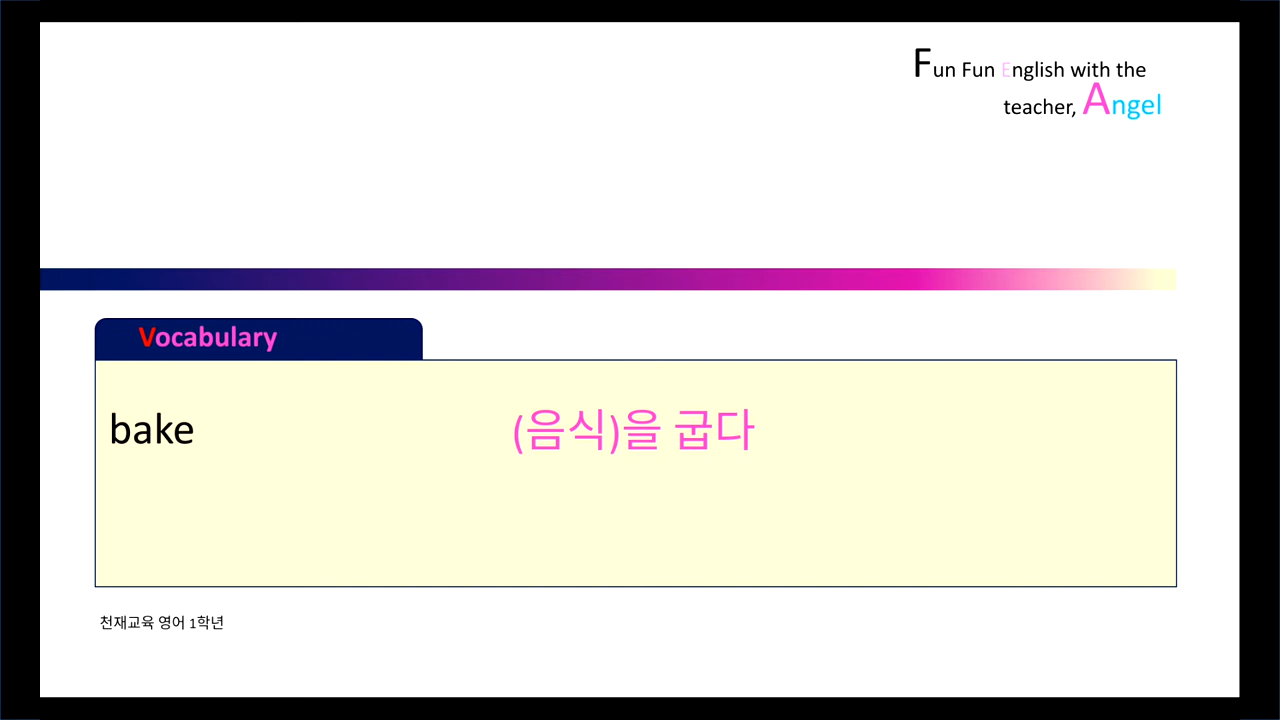 Fun Fun English with the
teacher, Angel
Vocabulary
bake (음식)을 굽다
천재교육 영어 1학년